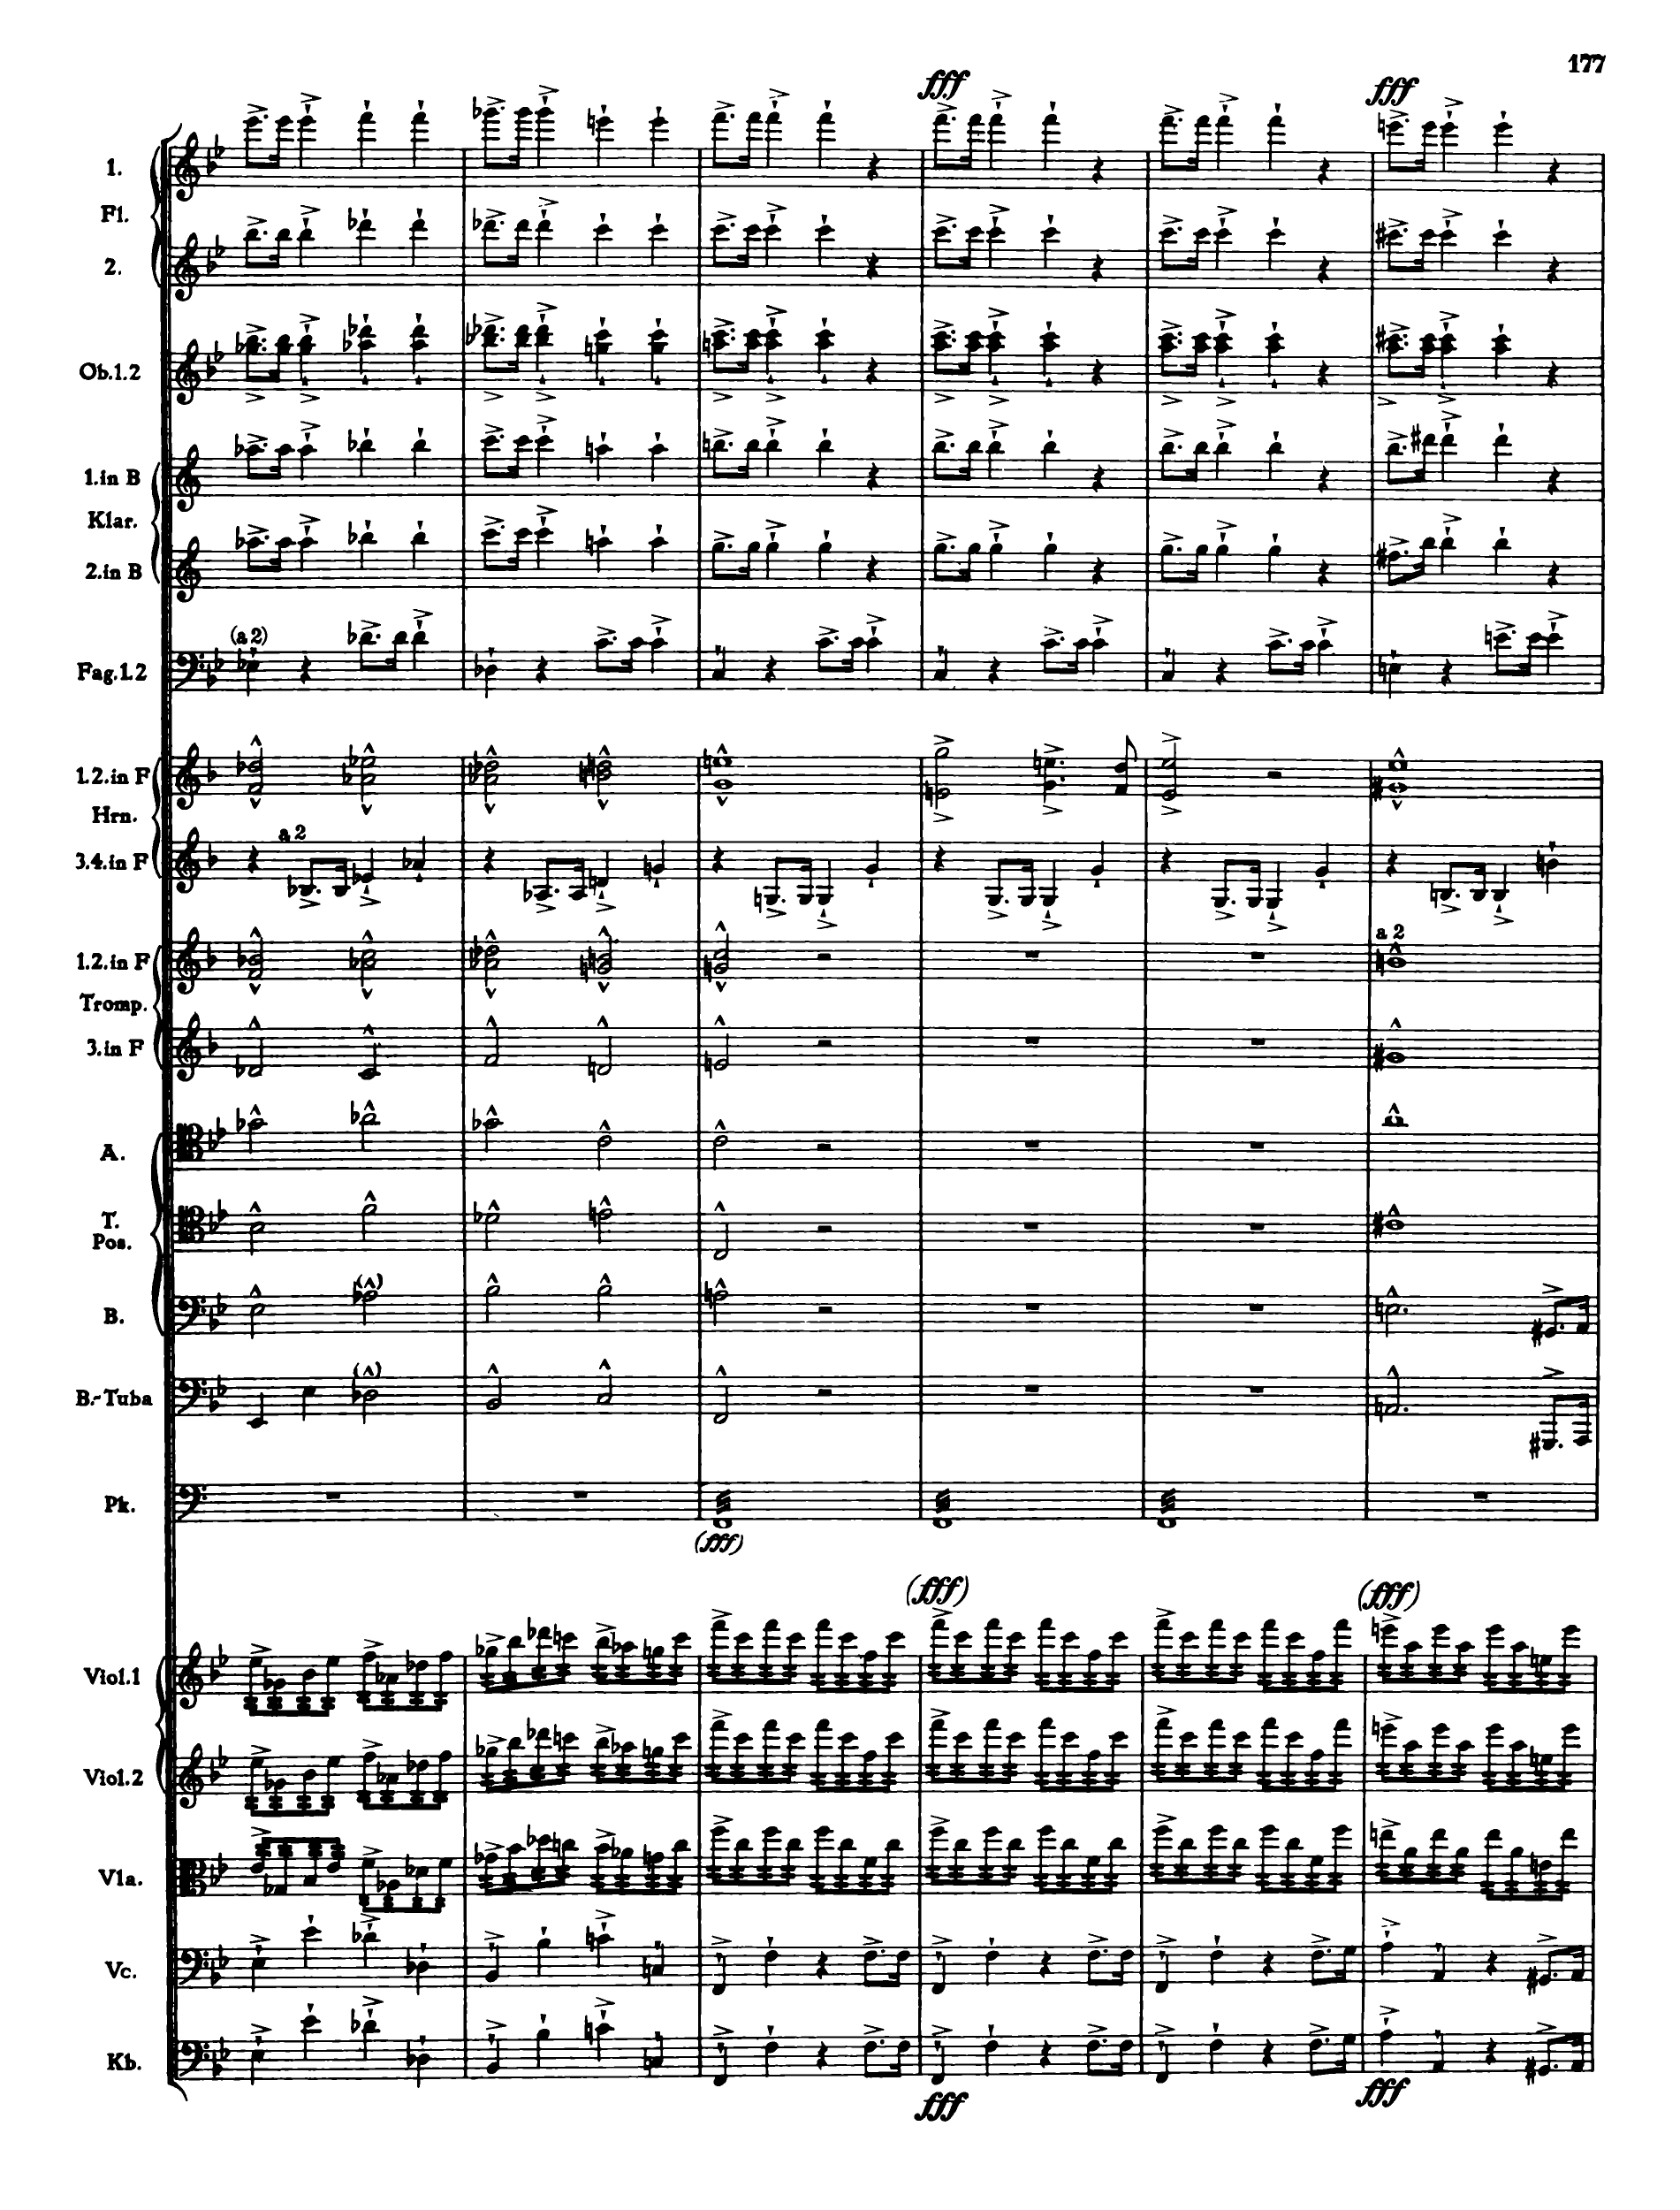 177
fff fff
1.
Fl.
2.
Ob.1.2
1.in B
Klar.
2.in B
(a 2)
Fag.1.2
1.2.in F
Hrn.
a 2
3.4.in F
a 2
1.2.in F
Tromp.
3.in F
A.
T.
Pos.
B.
B.-Tuba
Pk.
(fff)
(fff) (fff)
Viol.1
Viol.2
Vla.
Vc.
Kb.
fff fff